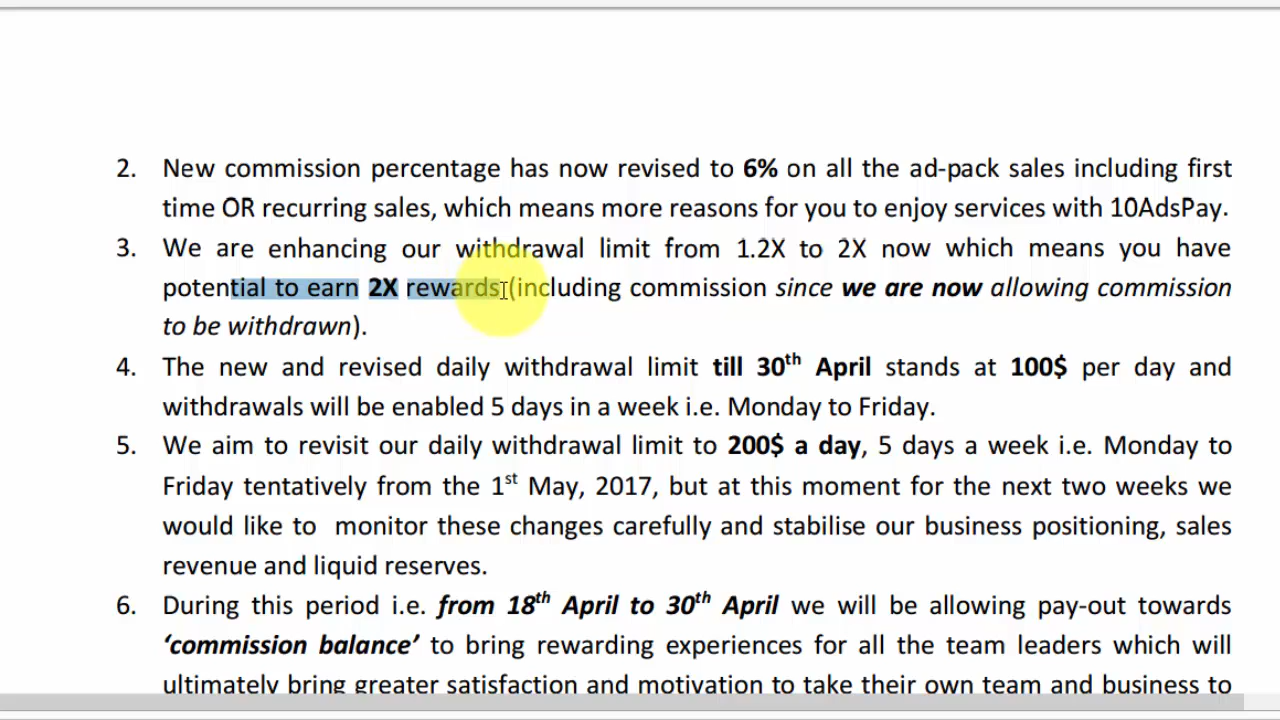 2. New commission percentage has now revised to 6% on all the ad-pack sales including first
time OR recurring sales, which means more reasons for you to enjoy services with 10AdsPay.
3. We are enhancing our withdrawal limit from 1.2X to 2X now which means you have
potential to earn 2X rewards (including commission since we are now allowing commission
to be withdrawn).
4. The new and revised daily withdrawal limit till 30th April stands at 100$ per day and
withdrawals will be enabled 5 days in a week i.e. Monday to Friday.
5. We aim to revisit our daily withdrawal limit to 200$ a day, 5 days a week i.e. Monday to
Friday tentatively from the 1st May, 2017, but at this moment for the next two weeks we
would like to monitor these changes carefully and stabilise our business positioning, sales
revenue and liquid reserves.
6. During this period i.e. from 18th April to 30th April we will be allowing pay-out towards
‘commission balance’ to bring rewarding experiences for all the team leaders which will
ultimately bring greater satisfaction and motivation to take their own team and business to